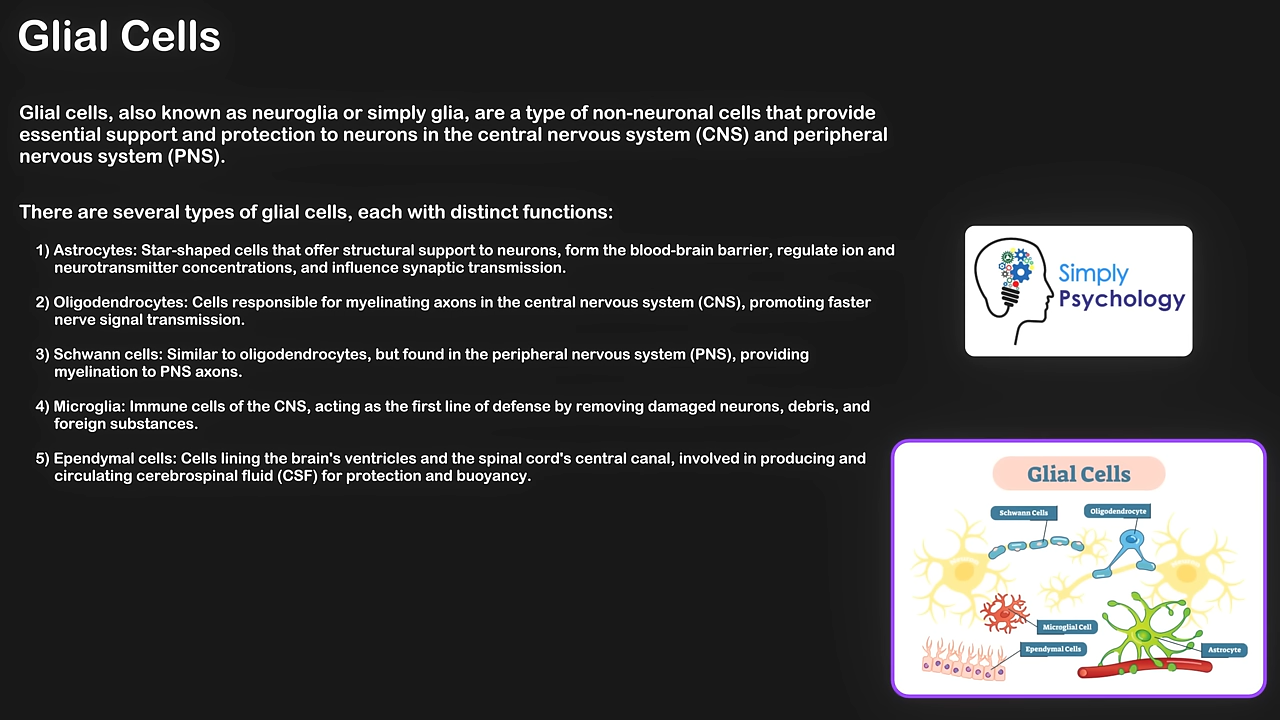 Glial Cells
Glial cells, also known as neuroglia or simply glia, are a type of non-neuronal cells that provide
essential support and protection to neurons in the central nervous system (CNS) and peripheral
nervous system (PNS).
There are several types of glial cells, each with distinct functions:
1) Astrocytes: Star-shaped cells that offer structural support to neurons, form the blood-brain barrier, regulate ion and
neurotransmitter concentrations, and influence synaptic transmission.
2) Oligodendrocytes: Cells responsible for myelinating axons in the central nervous system (CNS), promoting faster
nerve signal transmission.
3) Schwann cells: Similar to oligodendrocytes, but found in the peripheral nervous system (PNS), providing
myelination to PNS axons.
4) Microglia: Immune cells of the CNS, acting as the first line of defense by removing damaged neurons, debris, and
foreign substances.
5) Ependymal cells: Cells lining the brain's ventricles and the spinal cord's central canal, involved in producing and
circulating cerebrospinal fluid (CSF) for protection and buoyancy.
Simply
Psychology
Glial Cells
Schwann Cells
Oligodendrocyte
Microglial Cell
Ependymal Cells
Astrocyte